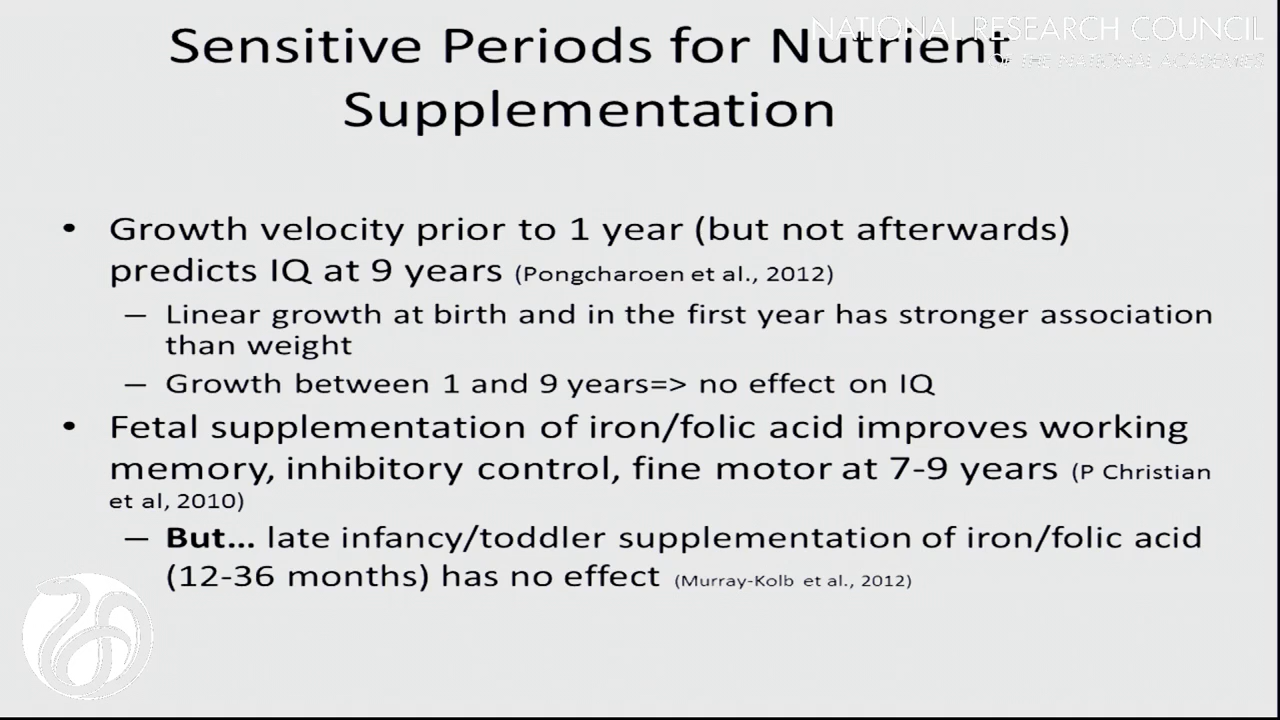 NATIONAL RESEARCH COUNCIL
OF THE NATIONAL ACADEMIES
Sensitive Periods for Nutrient
Supplementation
• Growth velocity prior to 1 year (but not afterwards)
predicts IQ at 9 years (Pongcharoen et al., 2012)
– Linear growth at birth and in the first year has stronger association
than weight
– Growth between 1 and 9 years=> no effect on IQ
• Fetal supplementation of iron/folic acid improves working
memory, inhibitory control, fine motor at 7-9 years (P Christian
et al, 2010)
– But... late infancy/toddler supplementation of iron/folic acid
(12-36 months) has no effect (Murray-Kolb et al., 2012)